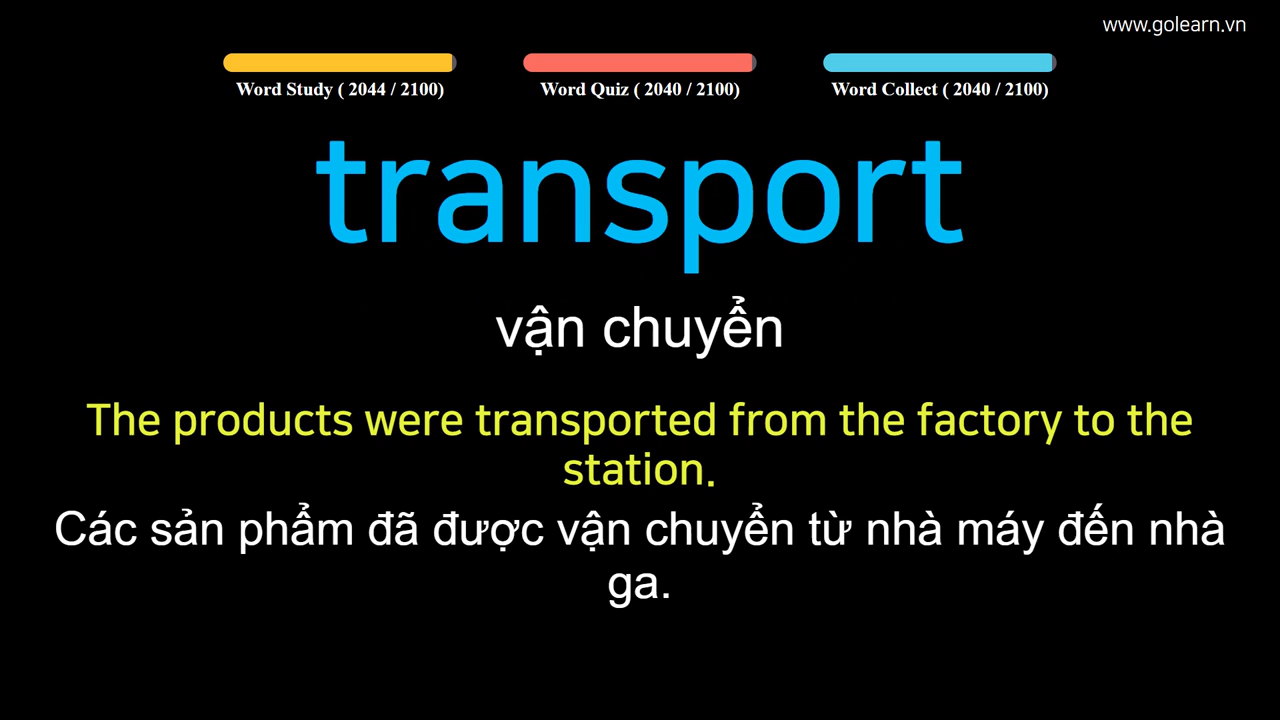 www.golearn.vn
Word Study ( 2044 / 2100) Word Quiz ( 2040 / 2100) Word Collect ( 2040 / 2100)
transport
vận chuyển
The products were transported from the factory to the
station.
Các sản phẩm đã được vận chuyển từ nhà máy đến nhà
ga.